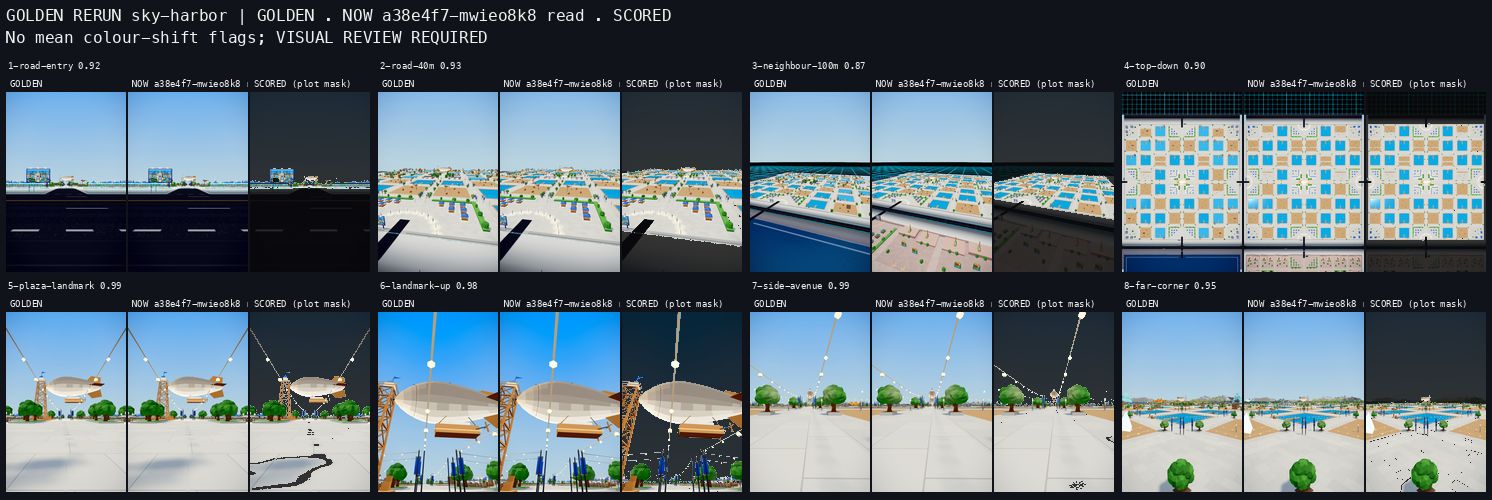 GOLDEN RERUN sky-harbor | GOLDEN . NOW a38e4f7-mwieo8k8 read . SCORED
No mean colour-shift flags; VISUAL REVIEW REQUIRED
1-road-entry 0.92
GOLDEN NOW a38e4f7-mwieo8k8 SCORED (plot mask)
2-road-40m 0.93
GOLDEN NOW a38e4f7-mwieo8k8 SCORED (plot mask)
3-neighbour-100m 0.87
GOLDEN NOW a38e4f7-mwieo8k8 SCORED (plot mask)
4-top-down 0.90
GOLDEN NOW a38e4f7-mwieo8k8 SCORED (plot mask)
5-plaza-landmark 0.99
GOLDEN NOW a38e4f7-mwieo8k8 SCORED (plot mask)
6-landmark-up 0.98
GOLDEN NOW a38e4f7-mwieo8k8 SCORED (plot mask)
7-side-avenue 0.99
GOLDEN NOW a38e4f7-mwieo8k8 SCORED (plot mask)
8-far-corner 0.95
GOLDEN NOW a38e4f7-mwieo8k8 SCORED (plot mask)